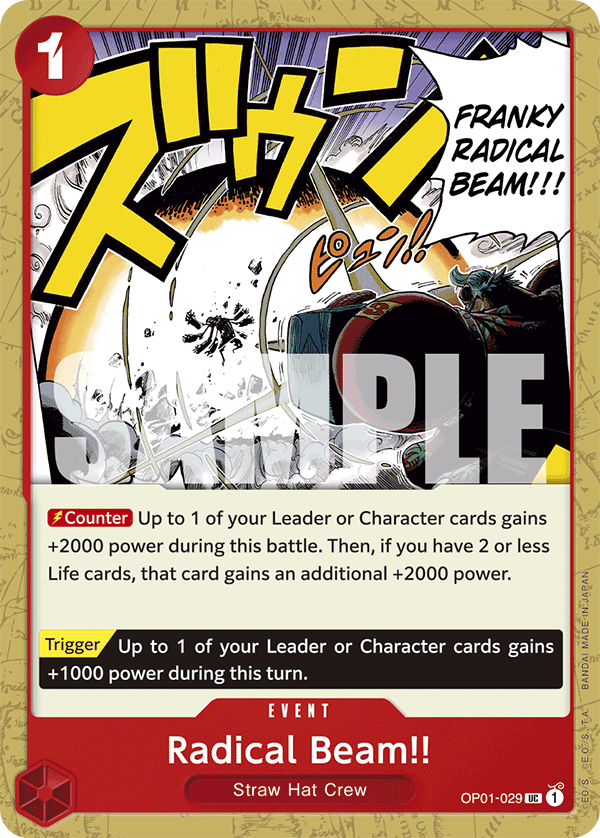 1
ズゥン
FRANKY
RADICAL
BEAM!!!
ピュン!!
SAMPLE
Counter Up to 1 of your Leader or Character cards gains
+2000 power during this battle. Then, if you have 2 or less
Life cards, that card gains an additional +2000 power.
Trigger Up to 1 of your Leader or Character cards gains
+1000 power during this turn.
EVENT
Radical Beam!!
Straw Hat Crew
OP01-029 UC 1
BANDAI MADE IN JAPAN